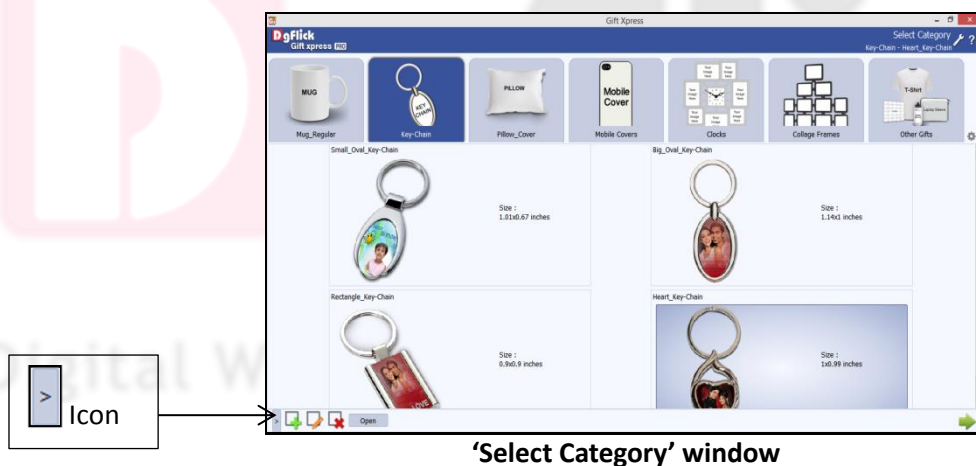 Gift Xpress
DgFlick
Gift xpress PRO
Select Category
Key-Chain - Heart_Key-Chain
?
MUG
KEY CHAIN
PILLOW
Mobile
Cover
T-Shirt
Mug_Regular
Key-Chain
Pillow_Cover
Mobile Covers
Clocks
Collage Frames
Other Gifts
Small_Oval_Key-Chain
Size :
1.01x0.67 inches
Big_Oval_Key-Chain
Size :
1.14x1 inches
Rectangle_Key-Chain
Size :
0.9x0.9 inches
LOVE
Heart_Key-Chain
Size :
1x0.99 inches
Digital W
> Icon
> Open
‘Select Category’ window